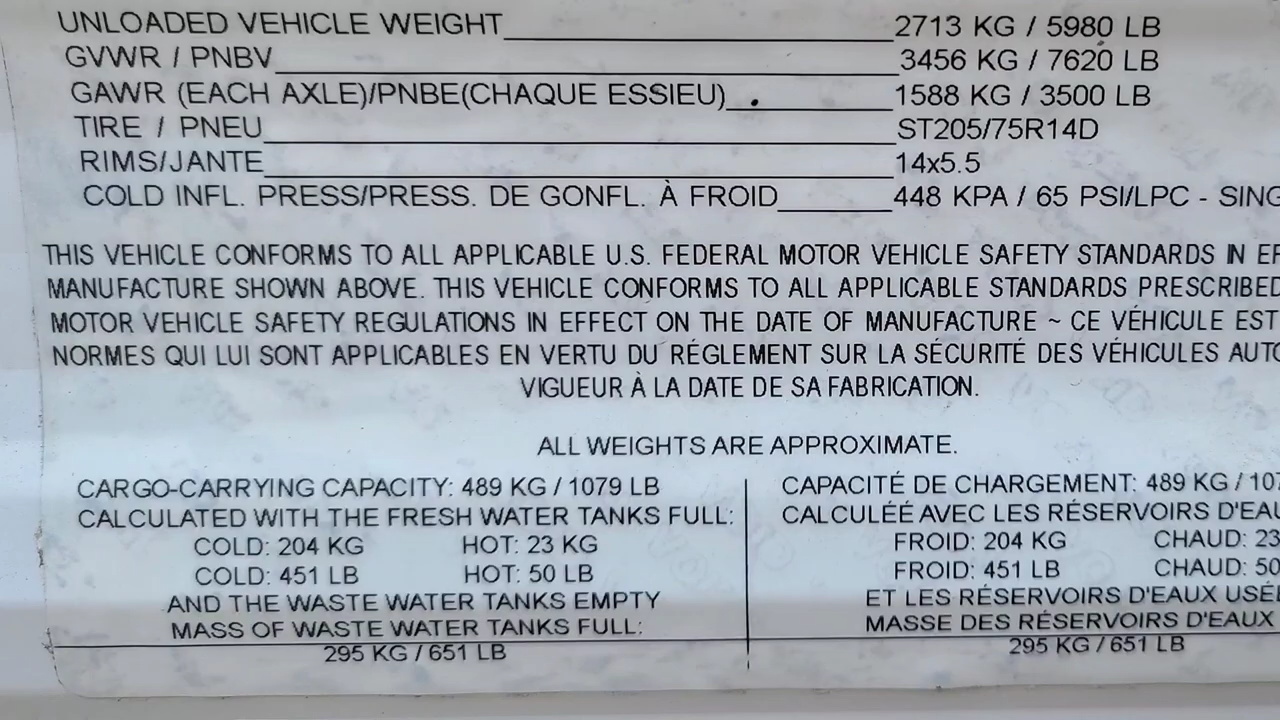 UNLOADED VEHICLE WEIGHT 2713 KG / 5980 LB
GVWR / PNBV 3456 KG / 7620 LB
GAWR (EACH AXLE)/PNBE(CHAQUE ESSIEU) 1588 KG / 3500 LB
TIRE / PNEU ST205/75R14D
RIMS/JANTE 14x5.5
COLD INFL. PRESS/PRESS. DE GONFL. À FROID 448 KPA / 65 PSI/LPC - SING
THIS VEHICLE CONFORMS TO ALL APPLICABLE U.S. FEDERAL MOTOR VEHICLE SAFETY STANDARDS IN EF
MANUFACTURE SHOWN ABOVE. THIS VEHICLE CONFORMS TO ALL APPLICABLE STANDARDS PRESCRIBED
MOTOR VEHICLE SAFETY REGULATIONS IN EFFECT ON THE DATE OF MANUFACTURE ~ CE VÉHICULE EST
NORMES QUI LUI SONT APPLICABLES EN VERTU DU RÉGLEMENT SUR LA SÉCURITÉ DES VÉHICULES AUTO
VIGUEUR À LA DATE DE SA FABRICATION.
ALL WEIGHTS ARE APPROXIMATE.
CARGO-CARRYING CAPACITY: 489 KG / 1079 LB
CALCULATED WITH THE FRESH WATER TANKS FULL:
COLD: 204 KG HOT: 23 KG
COLD: 451 LB HOT: 50 LB
AND THE WASTE WATER TANKS EMPTY
MASS OF WASTE WATER TANKS FULL:
295 KG / 651 LB
CAPACITÉ DE CHARGEMENT: 489 KG / 107
CALCULÉÉ AVEC LES RÉSERVOIRS D'EAU
FROID: 204 KG CHAUD: 23
FROID: 451 LB CHAUD: 50
ET LES RÉSERVOIRS D'EAUX USÉE
MASSE DES RÉSERVOIRS D'EAUX
295 KG / 651 LB